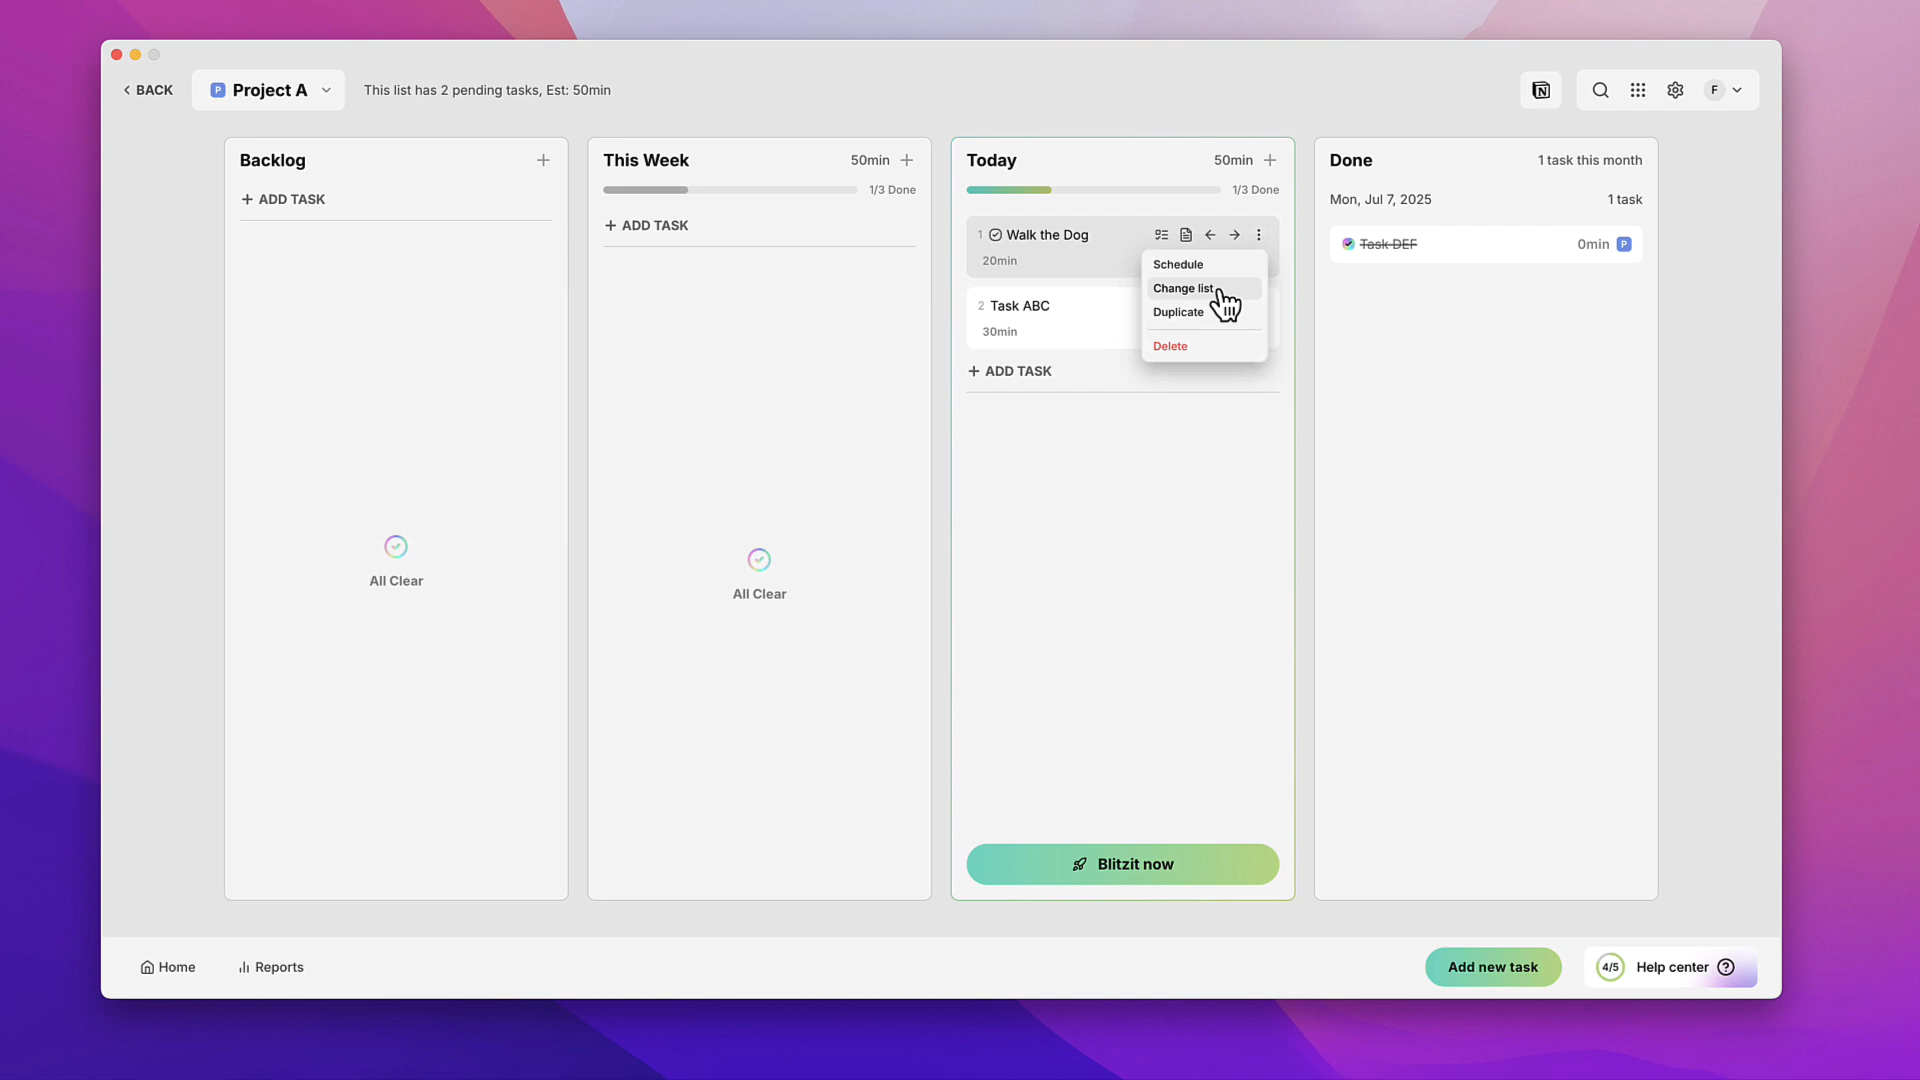 BACK
P Project A
This list has 2 pending tasks, Est: 50min
N
F
Backlog
ADD TASK
All Clear
This Week
50min
1/3 Done
ADD TASK
All Clear
Today
50min
1/3 Done
1 Walk the Dog
20min
Schedule
Change list
Duplicate
Delete
2 Task ABC
30min
ADD TASK
Blitzit now
Done
1 task this month
Mon, Jul 7, 2025
1 task
Task DEF
0min P
Home
Reports
Add new task
4/5
Help center ?